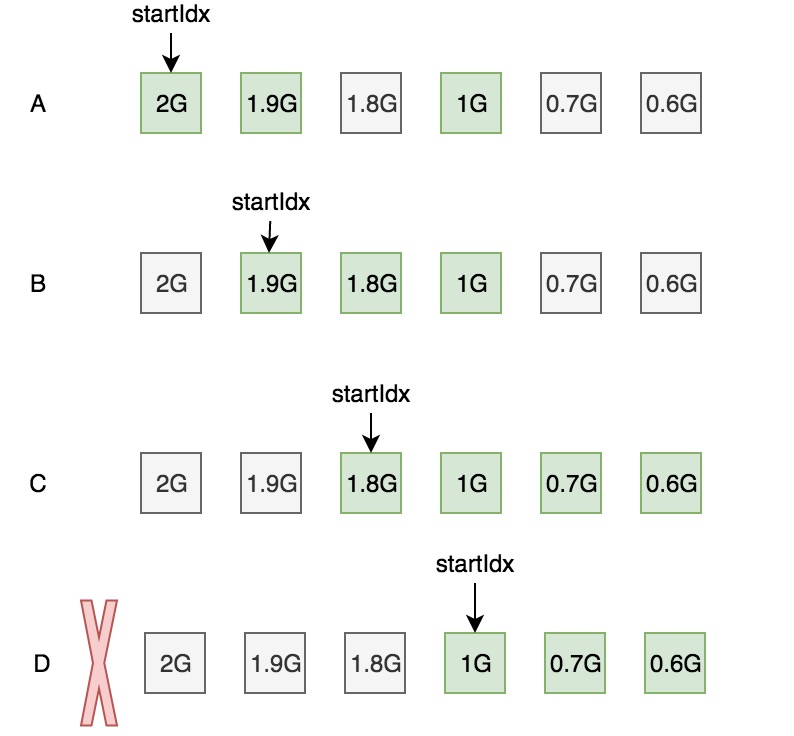 startIdx
A 2G 1.9G 1.8G 1G 0.7G 0.6G
startIdx
B 2G 1.9G 1.8G 1G 0.7G 0.6G
startIdx
C 2G 1.9G 1.8G 1G 0.7G 0.6G
startIdx
D 2G 1.9G 1.8G 1G 0.7G 0.6G